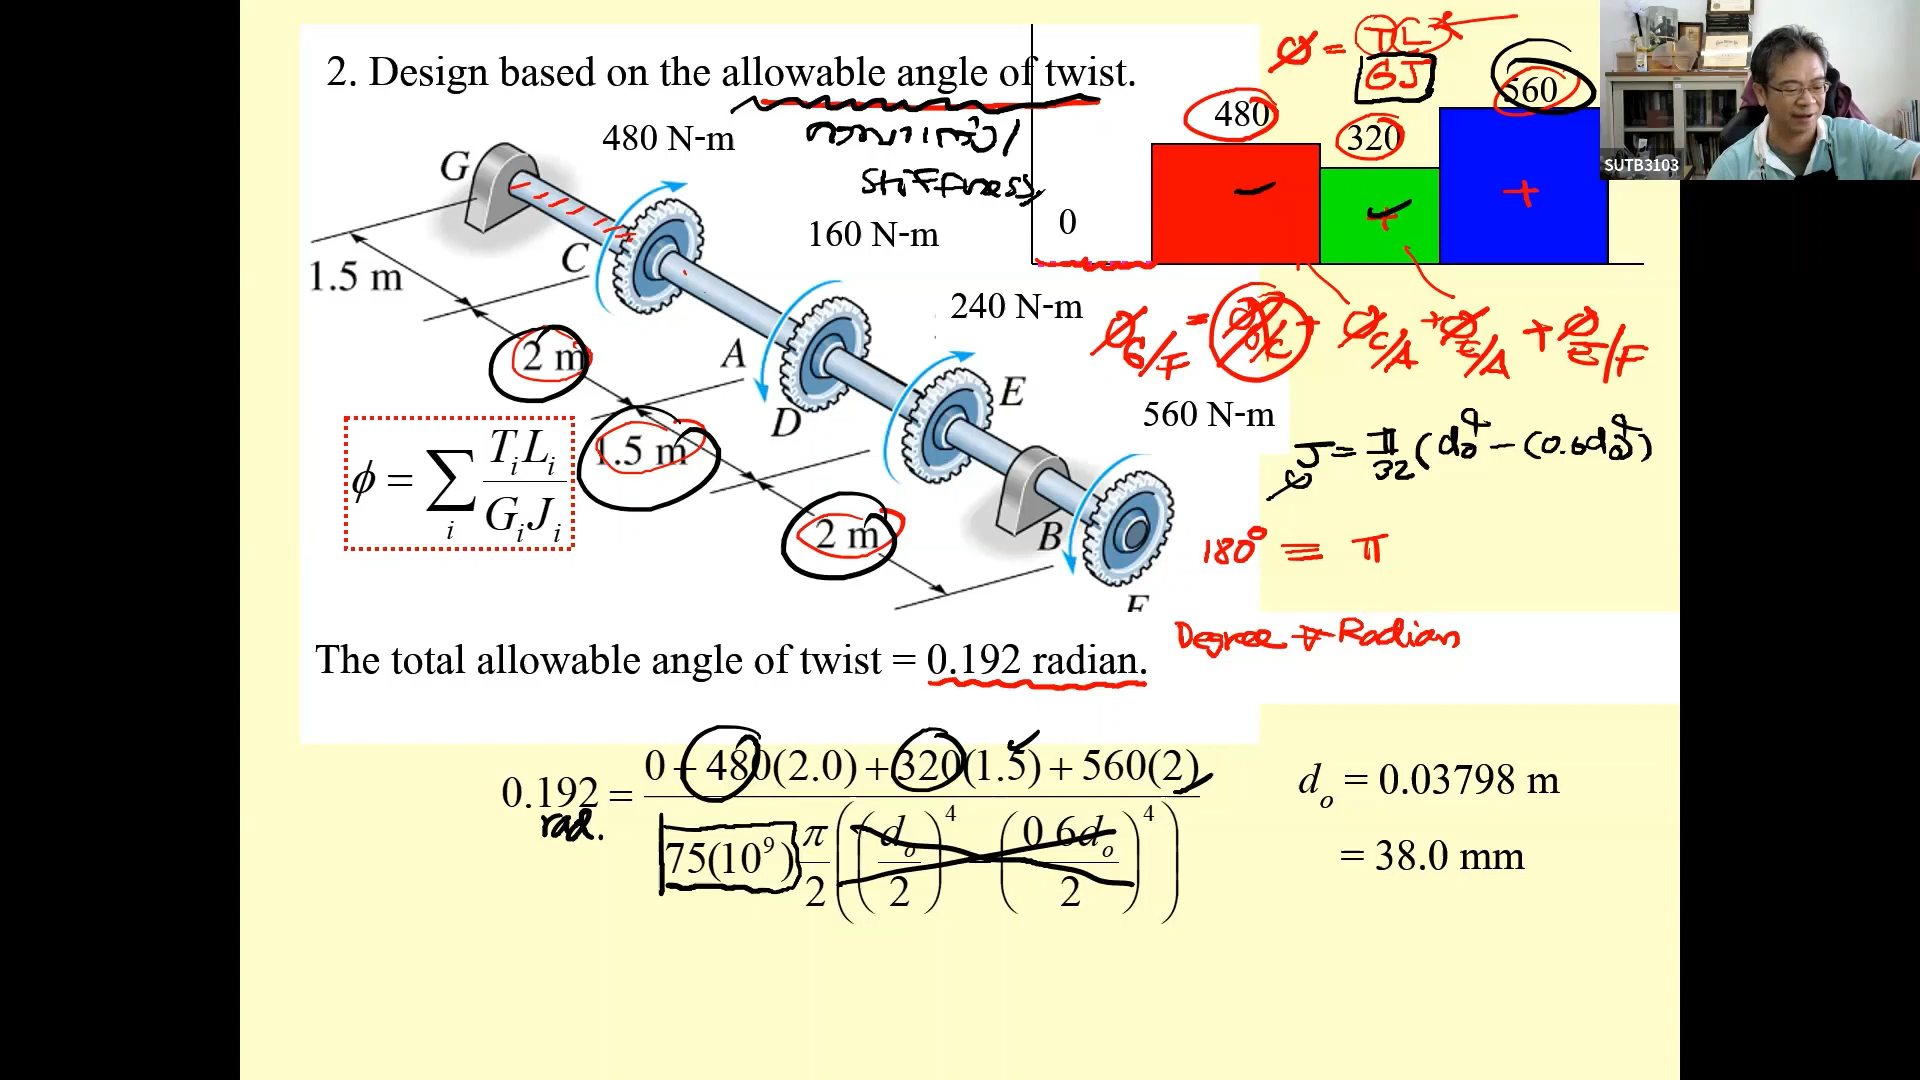 2. Design based on the allowable angle of twist.
stiffness
Φ = TL
GJ
480
320
560
0
-
+
+
480 N-m
160 N-m
240 N-m
560 N-m
G
C
A
D
E
B
F
1.5 m
2 m
1.5 m
2 m
ϕ = ∑ᵢ TᵢLᵢ / GᵢJᵢ
Φ G/F = Φ G/C + Φ C/A + Φ E/A + Φ E/F
J = π/32 (d₀⁴ - (0.6d₀)⁴)
180° ≡ π
Degree → Radian
SUTB3103
The total allowable angle of twist = 0.192 radian.
0.192 = 0 - 480(2.0) + 320(1.5) + 560(2) / 75(10⁹) π/2 ((dₒ/2)⁴ - (0.6dₒ/2)⁴)
rad.
dₒ = 0.03798 m
= 38.0 mm